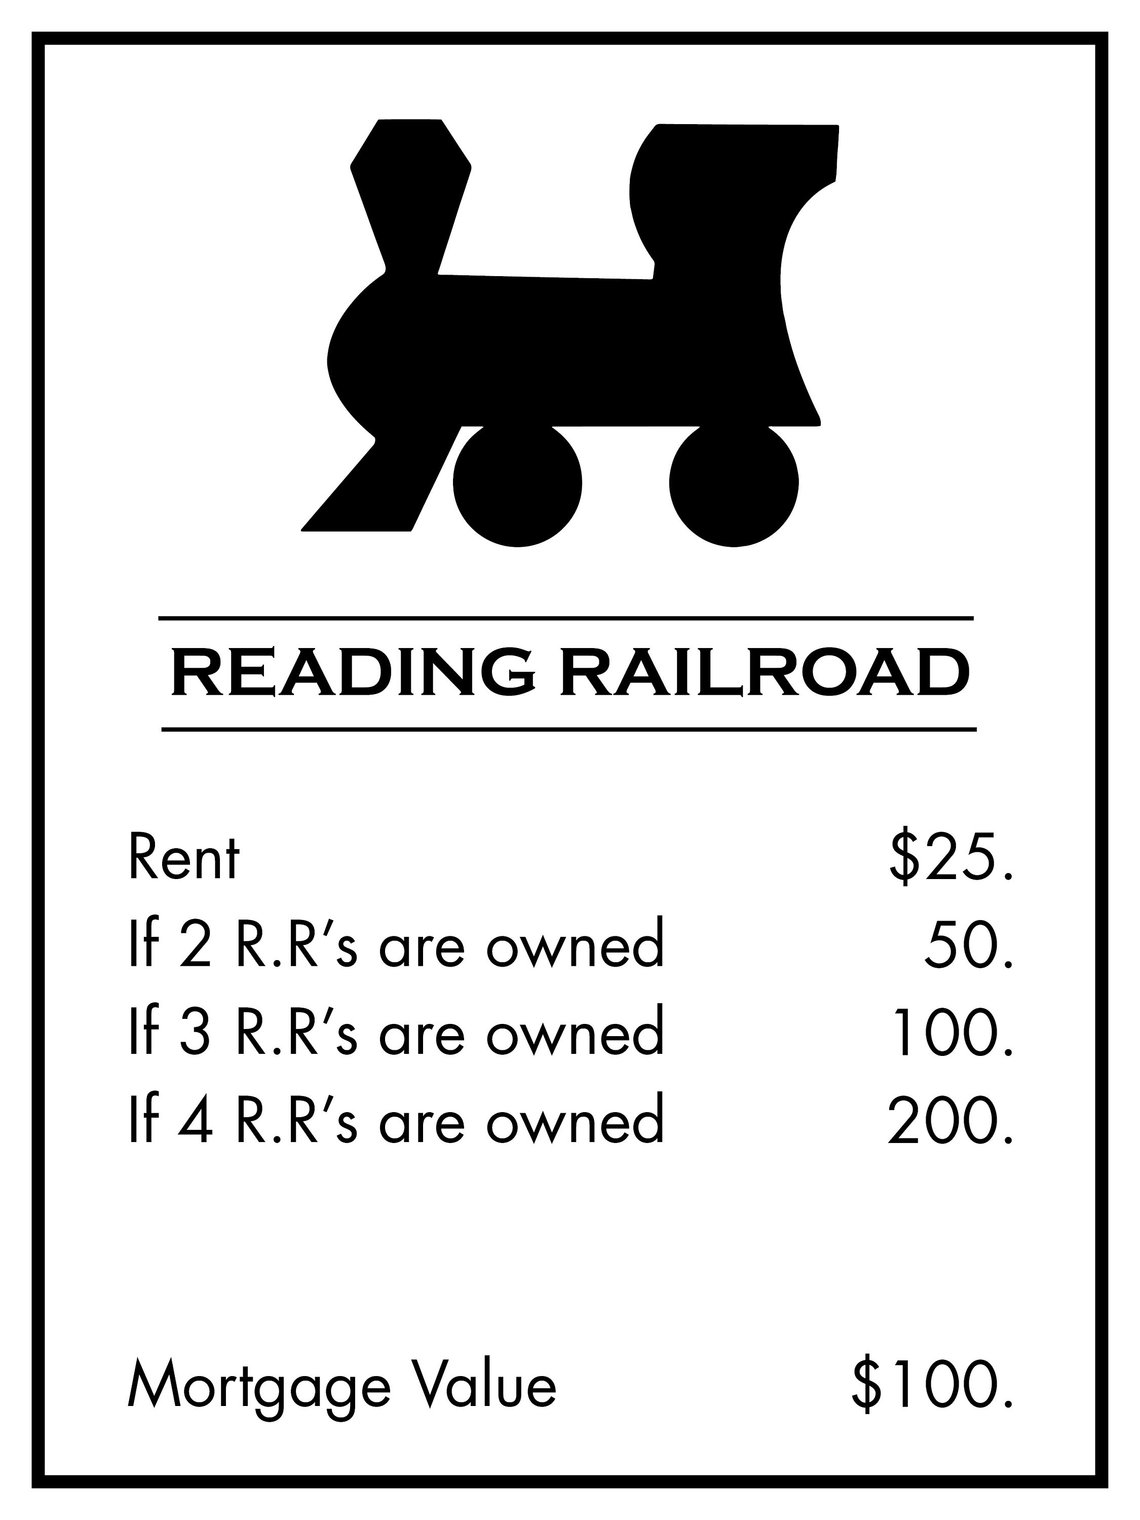 READING RAILROAD
Rent $25.
If 2 R.R’s are owned 50.
If 3 R.R’s are owned 100.
If 4 R.R’s are owned 200.
Mortgage Value $100.